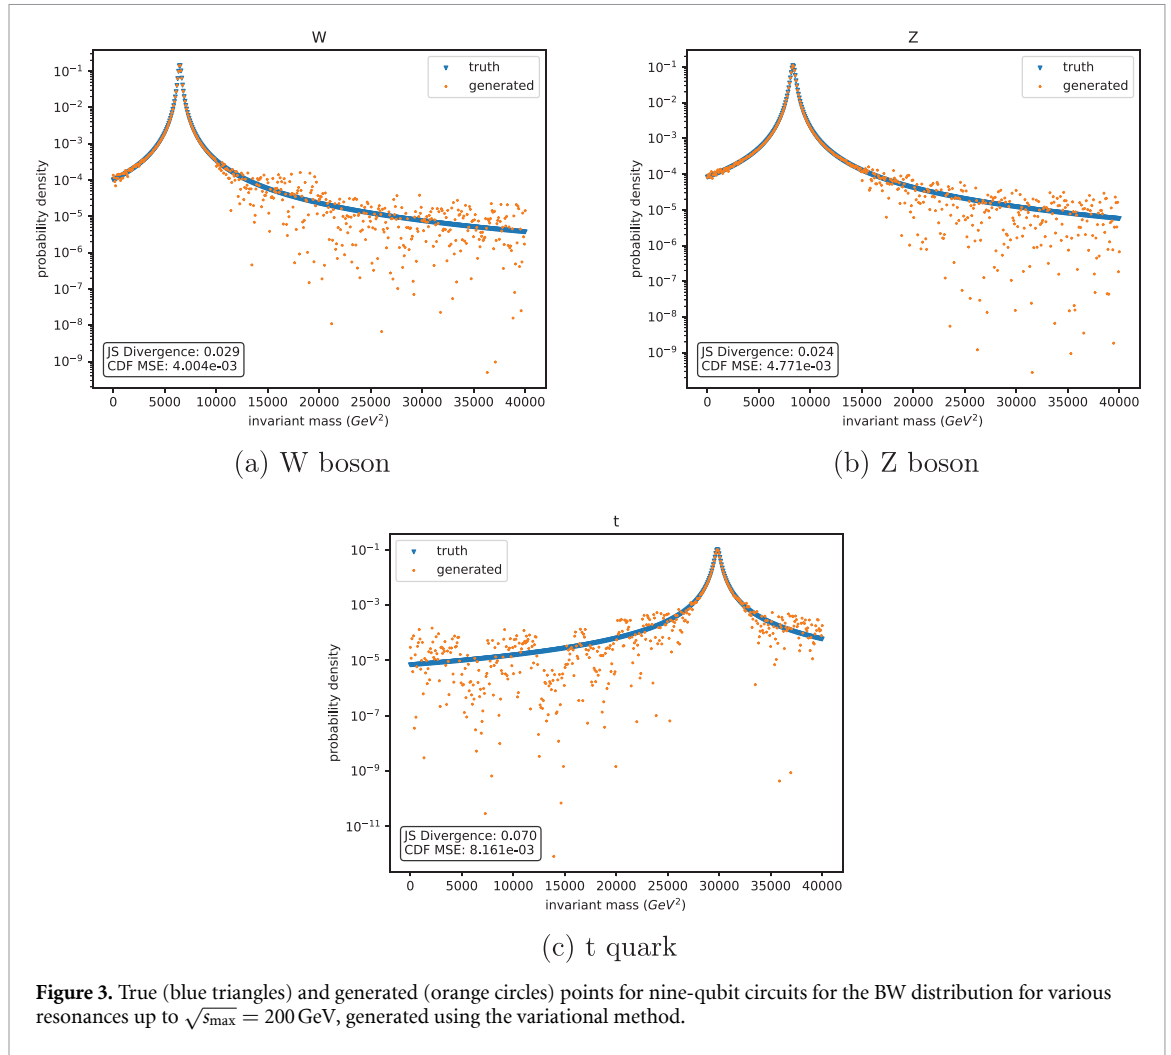 W
10⁻¹
10⁻²
10⁻³
10⁻⁴
10⁻⁵
10⁻⁶
10⁻⁷
10⁻⁸
10⁻⁹
probability density
truth
generated
JS Divergence: 0.029
CDF MSE: 4.004e-03
0 5000 10000 15000 20000 25000 30000 35000 40000
invariant mass (GeV²)
(a) W boson
Z
10⁻¹
10⁻²
10⁻³
10⁻⁴
10⁻⁵
10⁻⁶
10⁻⁷
10⁻⁸
10⁻⁹
probability density
truth
generated
JS Divergence: 0.024
CDF MSE: 4.771e-03
0 5000 10000 15000 20000 25000 30000 35000 40000
invariant mass (GeV²)
(b) Z boson
t
10⁻¹
10⁻³
10⁻⁵
10⁻⁷
10⁻⁹
10⁻¹¹
probability density
truth
generated
JS Divergence: 0.070
CDF MSE: 8.161e-03
0 5000 10000 15000 20000 25000 30000 35000 40000
invariant mass (GeV²)
(c) t quark
Figure 3. True (blue triangles) and generated (orange circles) points for nine-qubit circuits for the BW distribution for various
resonances up to √s_max = 200 GeV, generated using the variational method.